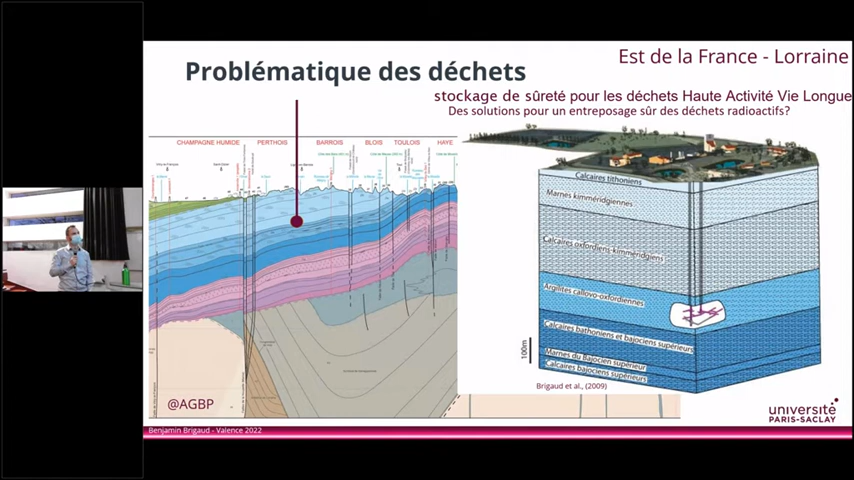 Est de la France - Lorraine
Problématique des déchets
stockage de sûreté pour les déchets Haute Activité Vie Longue
Des solutions pour un entreposage sûr des déchets radioactifs?
CHAMPAGNE HUMIDE
PERTHOIS
BARROIS
BLOIS
TOULOIS
HAYE
Calcaires tithoniens
Marnes kimméridgiennes
Calcaires oxfordiens-kimméridgiens
Argilites callovo-oxfordiennes
Calcaires bathoniens et bajociens supérieurs
Marnes du Bajocien supérieur
Calcaires bajociens supérieurs
100m
Brigaud et al., (2009)
@AGBP
université
PARIS-SACLAY
Benjamin Brigaud - Valence 2022